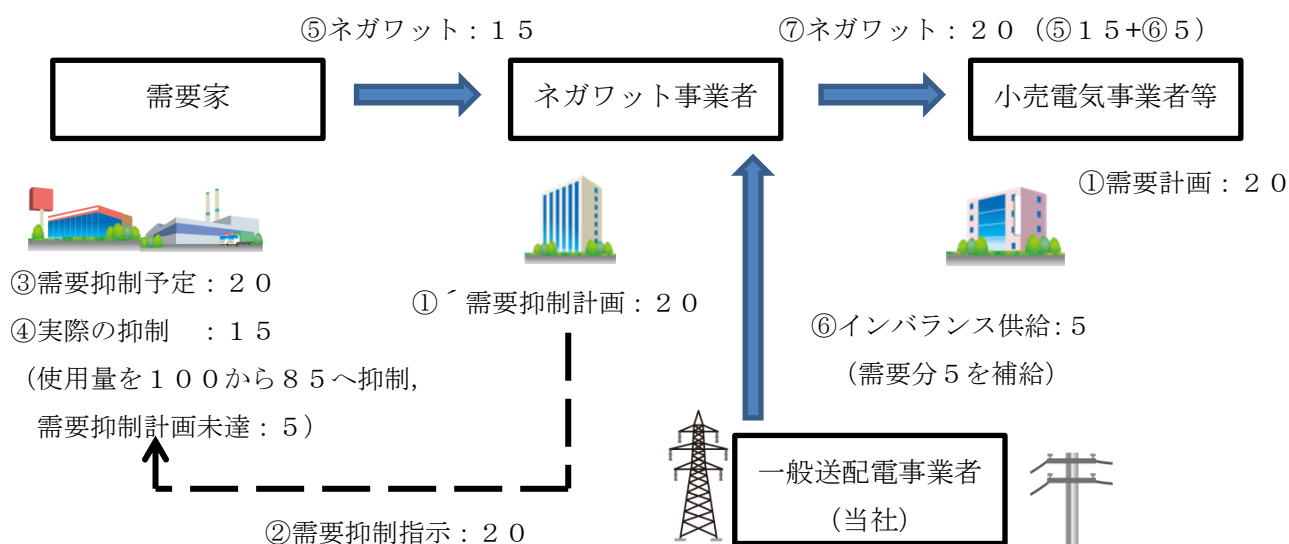 ⑤ネガワット：１５
⑦ネガワット：２０（⑤１５+⑥５）
需要家
ネガワット事業者
小売電気事業者等
①需要計画：２０
③需要抑制予定：２０
①´需要抑制計画：２０
④実際の抑制　：１５
（使用量を１００から８５へ抑制，
需要抑制計画未達：５）
⑥インバランス供給：５
（需要分５を補給）
一般送配電事業者
（当社）
②需要抑制指示：２０